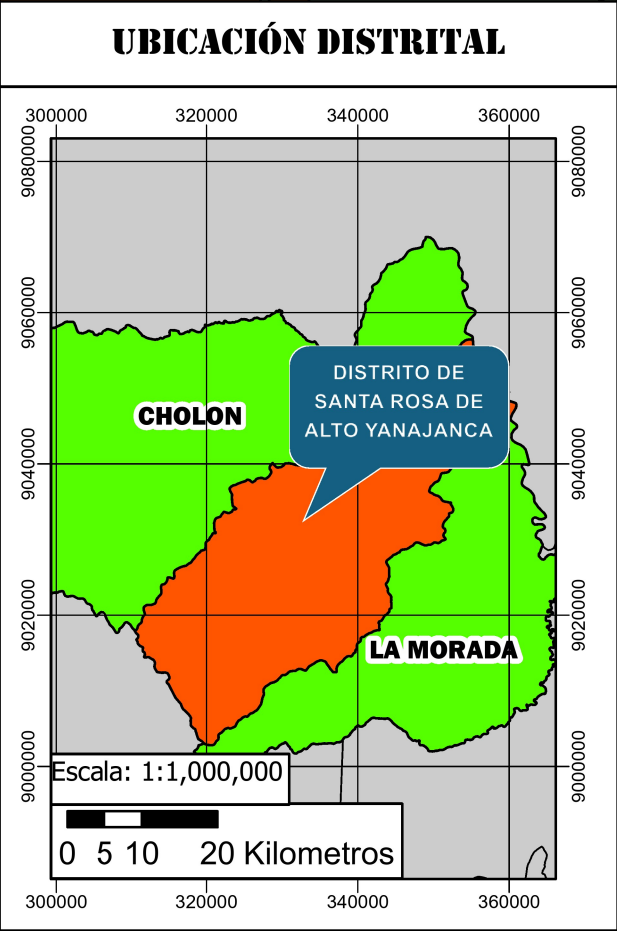 UBICACIÓN DISTRITAL
300000 320000 340000 360000
9080000 9080000
9060000 9060000
DISTRITO DE
SANTA ROSA DE
ALTO YANAJANCA
CHOLON
9040000 9040000
9020000 9020000
LA MORADA
9000000 9000000
Escala: 1:1,000,000
0 5 10 20 Kilometros
300000 320000 340000 360000